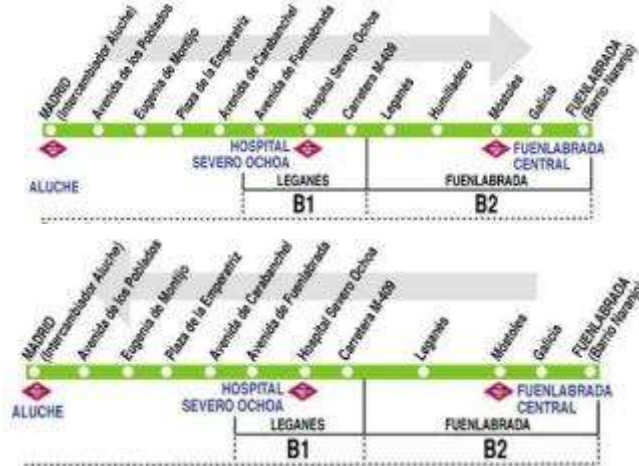 MADRID
(Intercambiador Aluche)
Avenida de los Poblados
Eugenia de Montijo
Plaza de la Emperatriz
Avenida de Carabanchel
Avenida de Fuenlabrada
Hospital Severo Ochoa
Carretera M-409
Leganés
Humilladero
Móstoles
Galicia
FUENLABRADA
(Barrio Naranjo)
ALUCHE
HOSPITAL
SEVERO OCHOA
FUENLABRADA
CENTRAL
LEGANES
FUENLABRADA
B1
B2
MADRID
(Intercambiador Aluche)
Avenida de los Poblados
Eugenia de Montijo
Plaza de la Emperatriz
Avenida de Carabanchel
Avenida de Fuenlabrada
Hospital Severo Ochoa
Carretera M-409
Leganés
Móstoles
Galicia
FUENLABRADA
(Barrio Naranjo)
ALUCHE
HOSPITAL
SEVERO OCHOA
FUENLABRADA
CENTRAL
LEGANES
FUENLABRADA
B1
B2